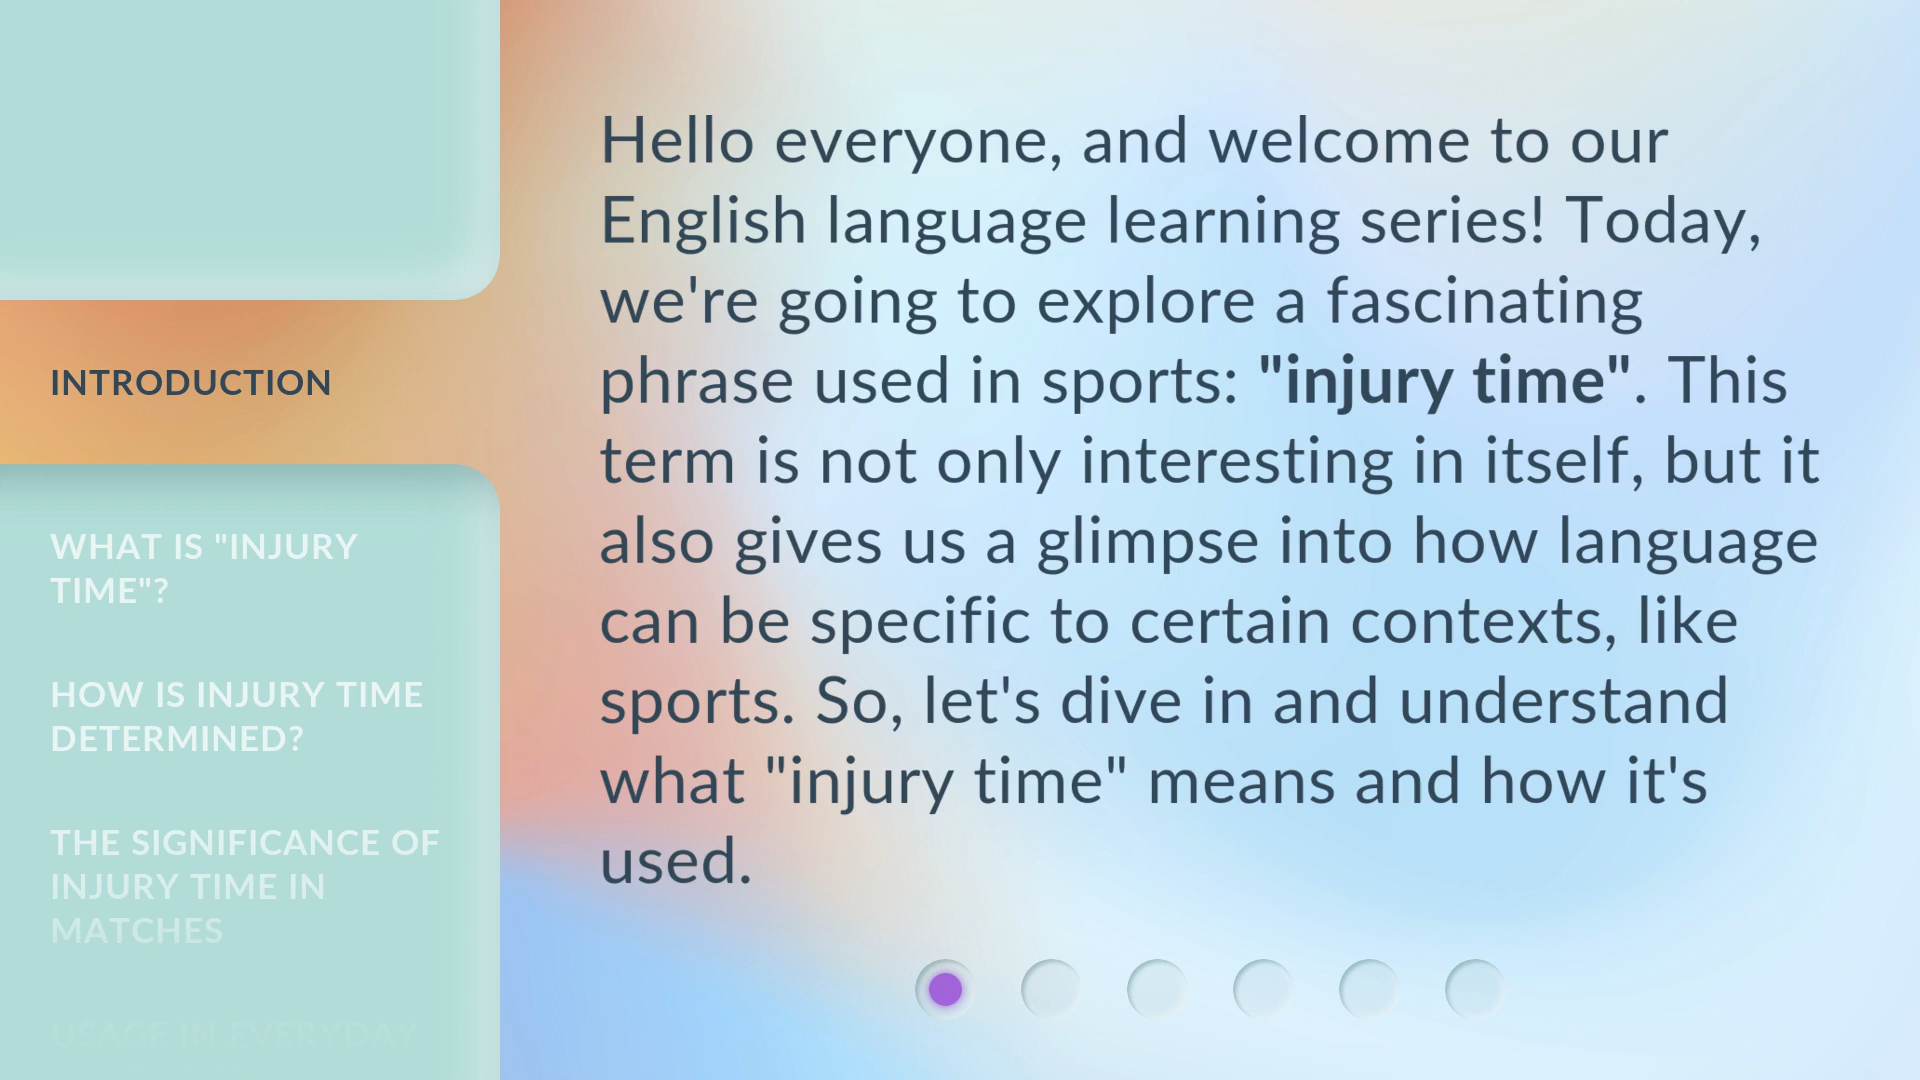 INTRODUCTION
WHAT IS "INJURY
TIME"?
HOW IS INJURY TIME
DETERMINED?
THE SIGNIFICANCE OF
INJURY TIME IN
MATCHES
USAGE IN EVERYDAY
Hello everyone, and welcome to our
English language learning series! Today,
we're going to explore a fascinating
phrase used in sports: "injury time". This
term is not only interesting in itself, but it
also gives us a glimpse into how language
can be specific to certain contexts, like
sports. So, let's dive in and understand
what "injury time" means and how it's
used.